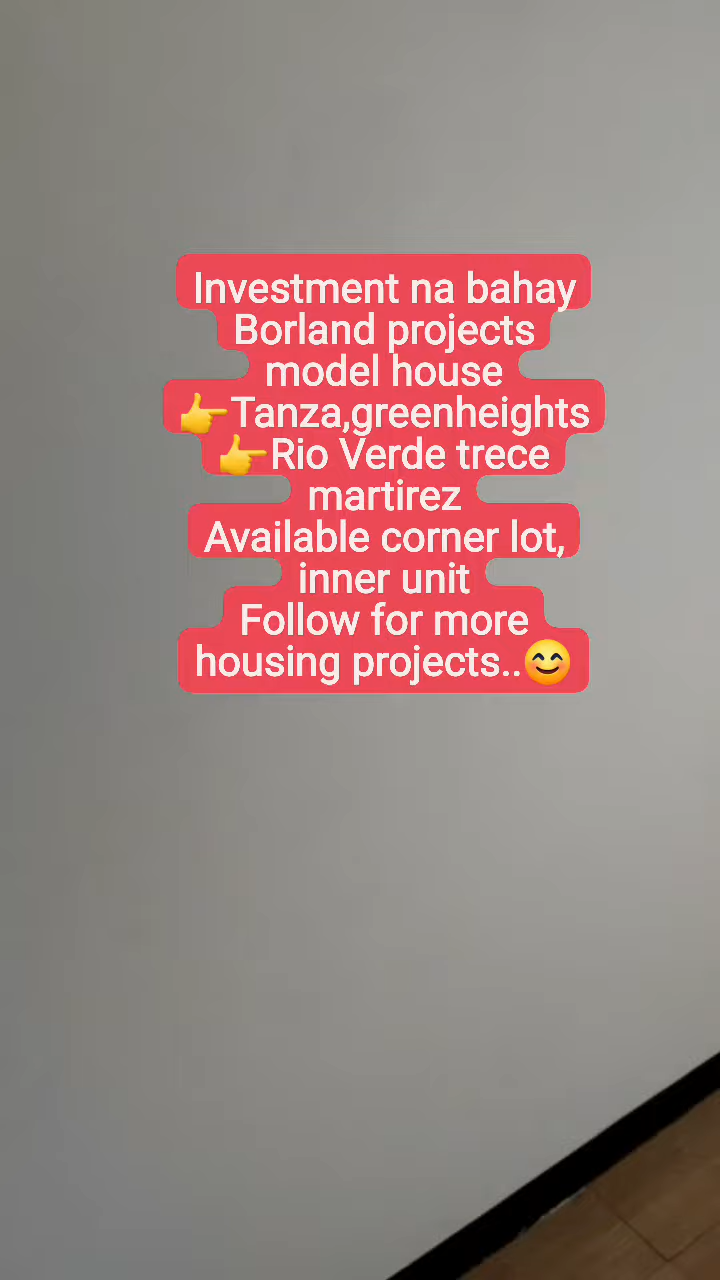 Investment na bahay
Borland projects
model house
👉Tanza,greenheights
👉Rio Verde trece
martirez
Available corner lot,
inner unit
Follow for more
housing projects..😊